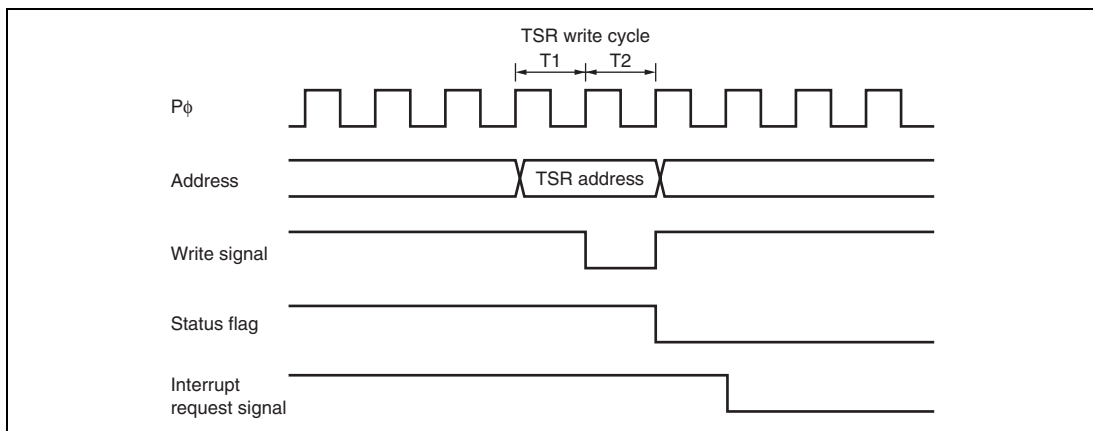 TSR write cycle
T1 T2
Pϕ
Address
TSR address
Write signal
Status flag
Interrupt
request signal